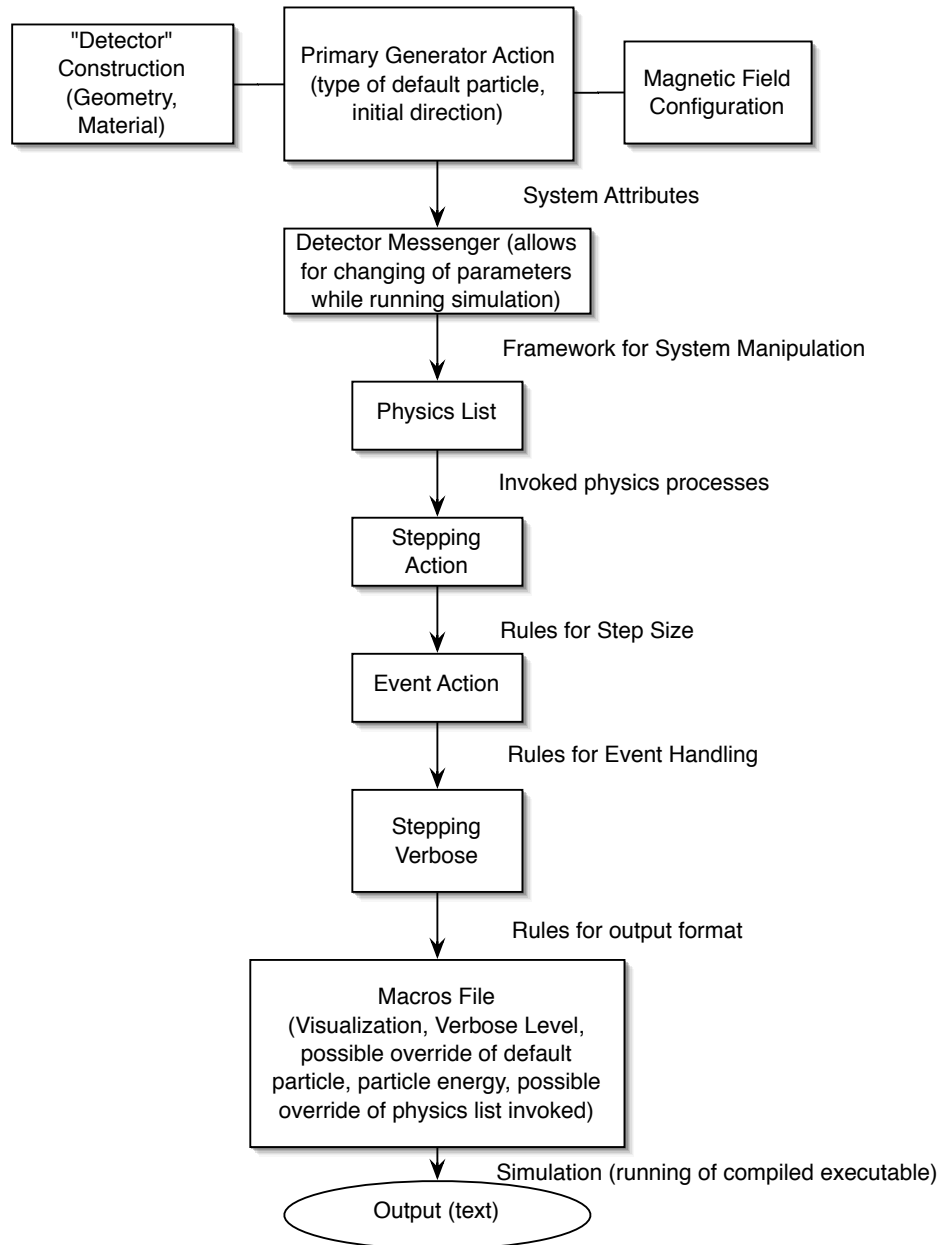 "Detector"
Construction
(Geometry,
Material)
Primary Generator Action
(type of default particle,
initial direction)
Magnetic Field
Configuration
System Attributes
Detector Messenger (allows
for changing of parameters
while running simulation)
Framework for System Manipulation
Physics List
Invoked physics processes
Stepping
Action
Rules for Step Size
Event Action
Rules for Event Handling
Stepping
Verbose
Rules for output format
Macros File
(Visualization, Verbose Level,
possible override of default
particle, particle energy, possible
override of physics list invoked)
Simulation (running of compiled executable)
Output (text)